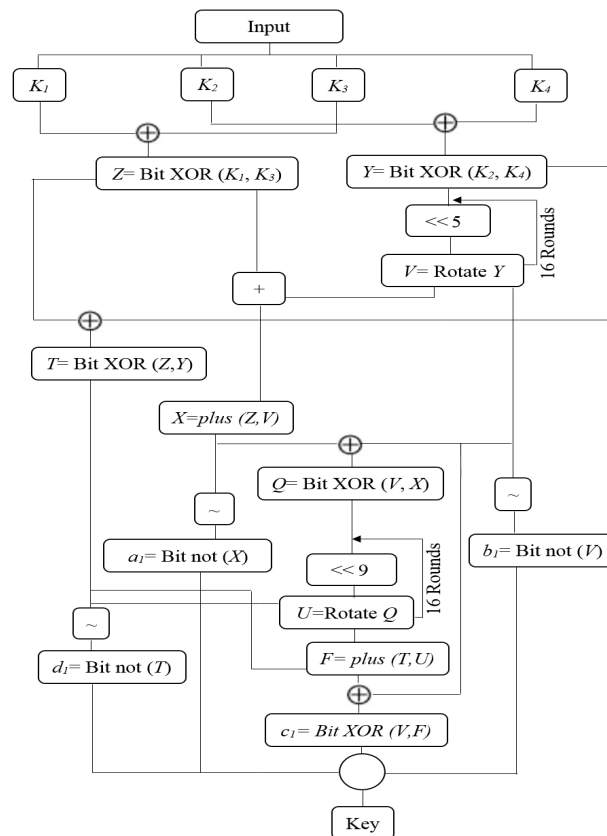 Input
K1 K2 K3 K4
Z= Bit XOR (K1, K3)
Y= Bit XOR (K2, K4)
<< 5
16 Rounds
V= Rotate Y
+
T= Bit XOR (Z,Y)
X=plus (Z,V)
Q= Bit XOR (V, X)
~
~
a1= Bit not (X)
b1= Bit not (V)
<< 9
16 Rounds
U=Rotate Q
~
F= plus (T,U)
d1= Bit not (T)
c1= Bit XOR (V,F)
Key